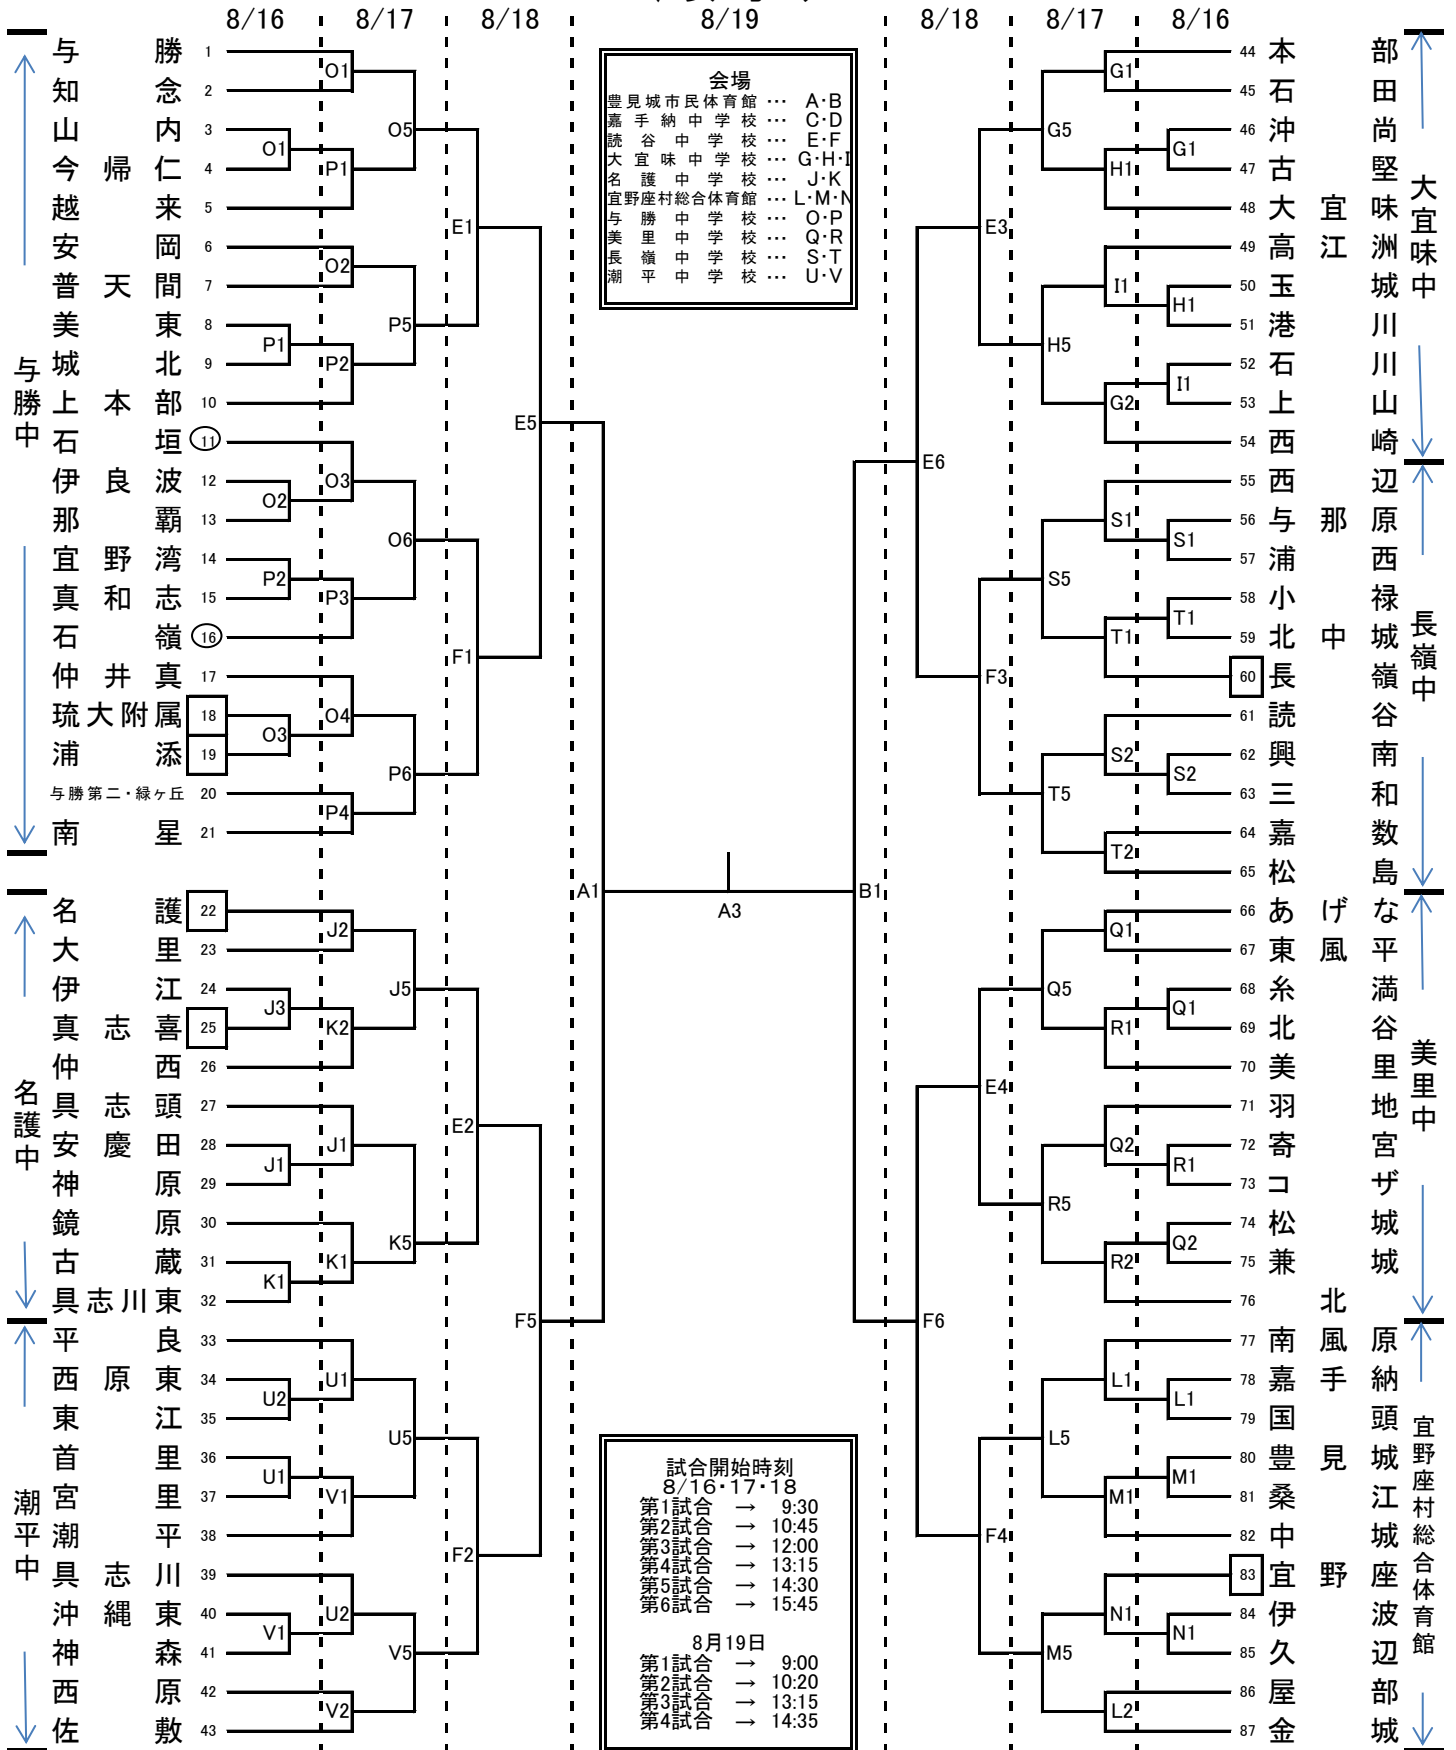 8/16 8/17 8/18 8/19 8/18 8/17 8/16
与勝中
与勝 1
知念 2
山内 3
今帰仁 4
越来 5
安岡 6
普天間 7
美東 8
城北 9
上本部 10
石垣 11
伊良波 12
那覇 13
宜野湾 14
真和志 15
石嶺 16
仲井真 17
琉大附属 18
浦添 19
与勝第二・緑ヶ丘 20
南星 21
名護中
名護 22
大里 23
伊江 24
真志喜 25
仲西 26
具志頭 27
安慶田 28
神原 29
鏡原 30
古蔵 31
具志川東 32
潮平中
平良 33
西原東 34
東江 35
首里 36
宮里 37
潮平 38
具志川 39
沖縄東 40
神森 41
西原 42
佐敷 43
O1
O1
P1
O5
O2
P1
P2
P5
E1
O2
O3
P2
P3
O6
O3
O4
P4
P6
F1
E5
J2
J3
K2
J5
J1
J1
K1
K1
K5
E2
U2
U1
U1
V1
U5
V1
U2
V2
V5
F2
F5
A1
A3
B1
会場
豊見城市民体育館 … A・B
嘉手納中学校 … C・D
読谷中学校 … E・F
大宜味中学校 … G・H・I
名護中学校 … J・K
宜野座村総合体育館 … L・M・N
与勝中学校 … O・P
美里中学校 … Q・R
長嶺中学校 … S・T
潮平中学校 … U・V
試合開始時刻
8/16・17・18
第1試合 → 9:30
第2試合 → 10:45
第3試合 → 12:00
第4試合 → 13:15
第5試合 → 14:30
第6試合 → 15:45
8月19日
第1試合 → 9:00
第2試合 → 10:20
第3試合 → 13:15
第4試合 → 14:35
E6
F6
E3
F3
E4
F4
G5
H5
S5
T5
Q5
R5
L5
M5
G1
H1
G1
I1
H1
G2
I1
S1
S1
T1
T1
S2
S2
T2
Q1
R1
Q1
Q2
R1
R2
Q2
L1
L1
M1
M1
N1
N1
L2
44 本部
45 石田
46 沖尚
47 古堅
48 大宜味
49 高江洲
50 玉城
51 港川
52 石川
53 上山
54 西崎
大宜味中
55 西辺
56 与那原
57 浦西
58 小禄
59 北中城
60 長嶺
61 読谷
62 興南
63 三和
64 嘉数
65 松島
長嶺中
66 あげな
67 東風平
68 糸満
69 北谷
70 美里
71 羽地
72 寄宮
73 コザ
74 松城
75 兼城
76 北
美里中
77 南風原
78 嘉手納
79 国頭
80 豊見城
81 桑江
82 中城
83 宜野座
84 伊波
85 久辺
86 屋部
87 金城
宜野座村総合体育館